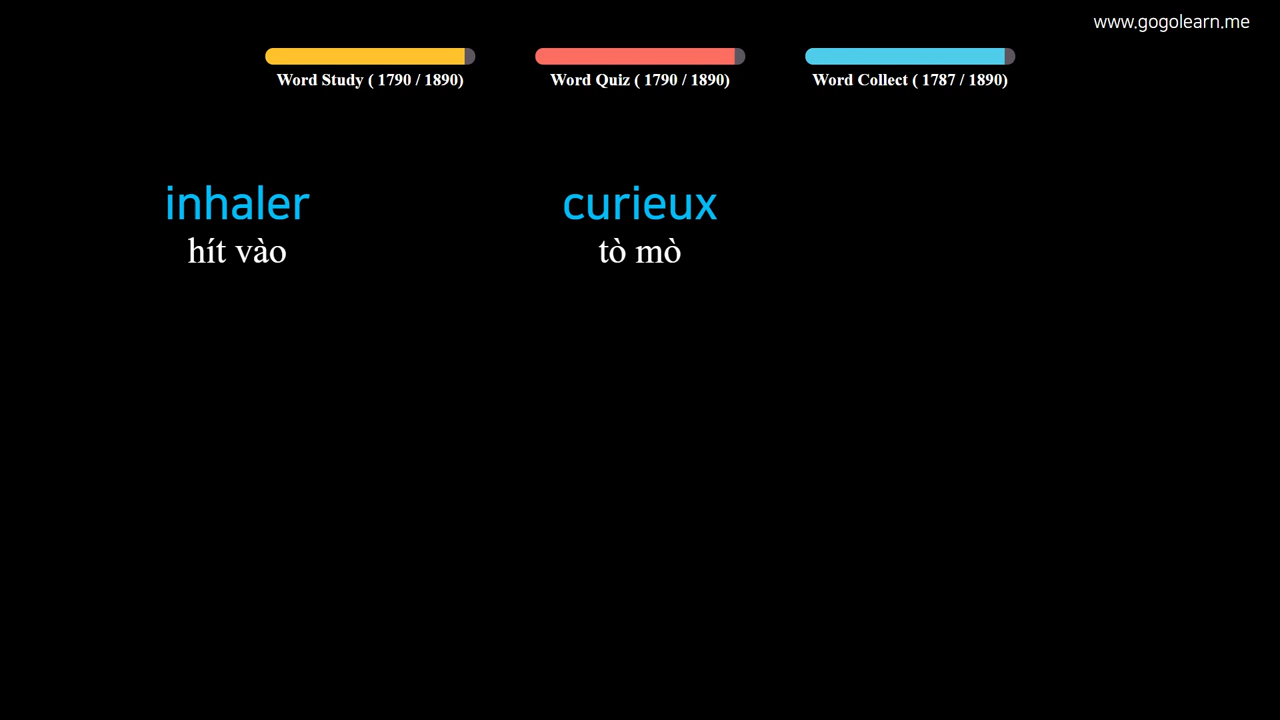 www.gogolearn.me
Word Study ( 1790 / 1890)
Word Quiz ( 1790 / 1890)
Word Collect ( 1787 / 1890)
inhaler
hít vào
curieux
tò mò